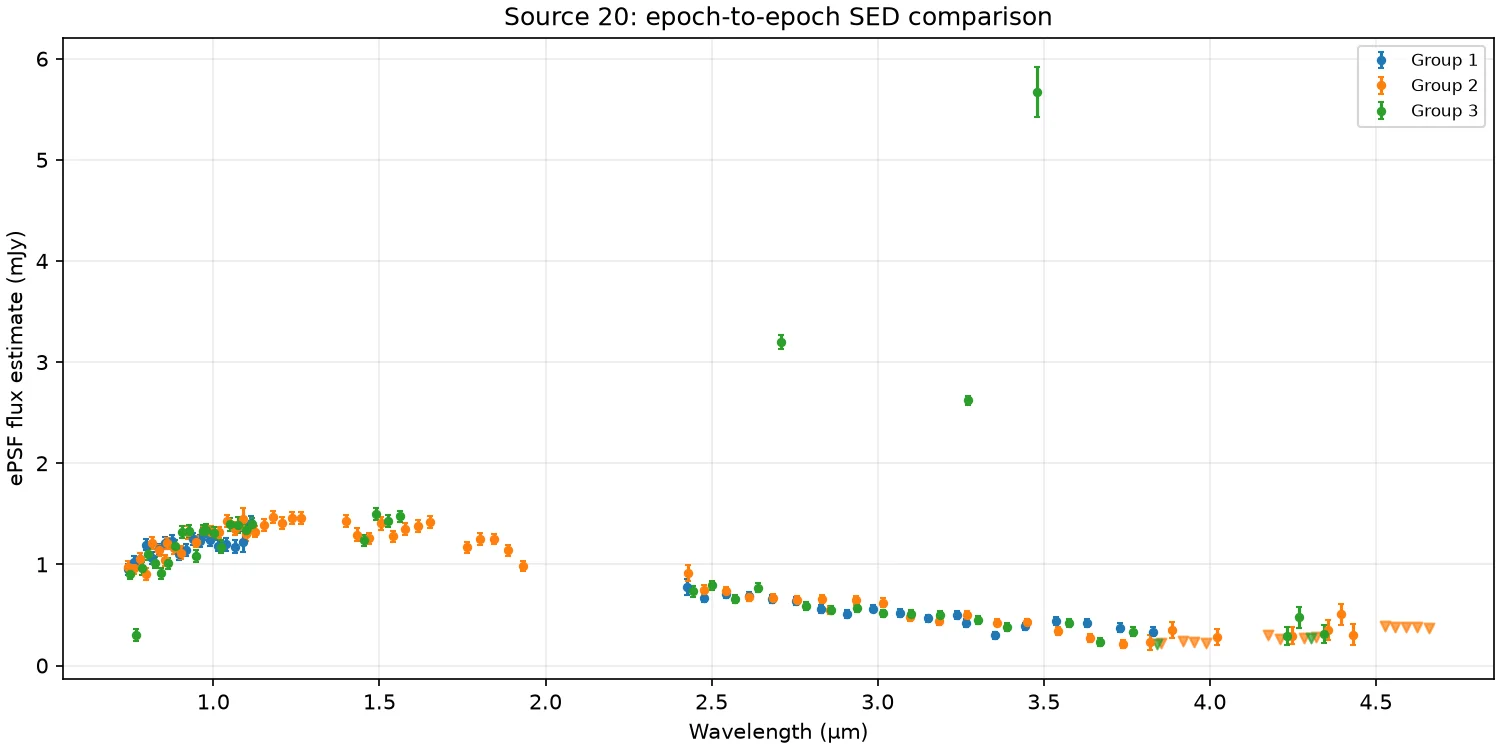 Source 20: epoch-to-epoch SED comparison
Group 1
Group 2
Group 3
ePSF flux estimate (mJy)
6
5
4
3
2
1
0
1.0 1.5 2.0 2.5 3.0 3.5 4.0 4.5
Wavelength (μm)